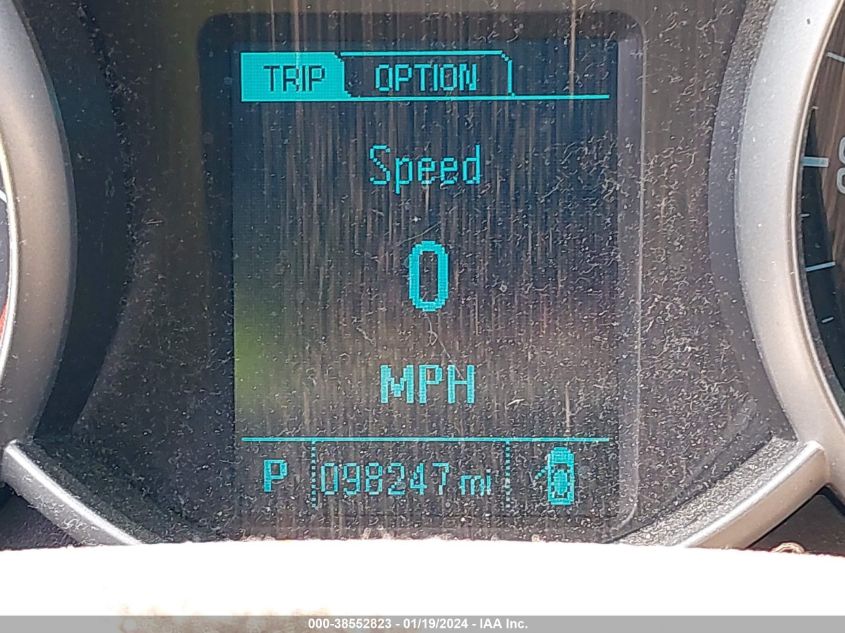 TRIP OPTION
Speed
0
MPH
P 098247 mi
000-38552823 - 01/19/2024 - IAA Inc.